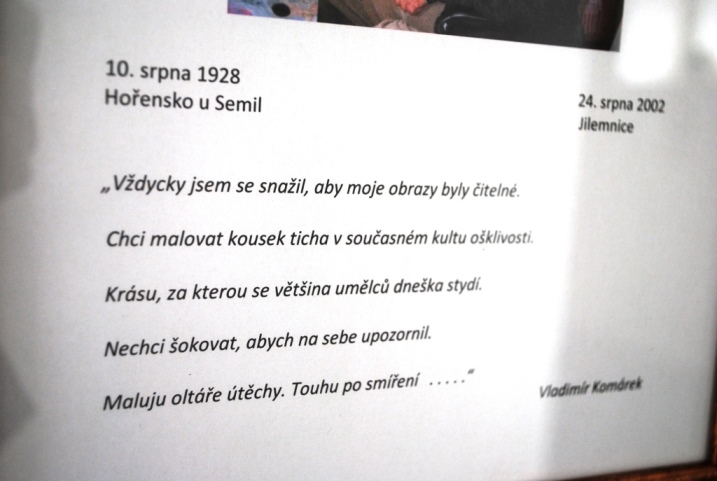 10. srpna 1928
Hořensko u Semil
24. srpna 2002
Jilemnice
„Vždycky jsem se snažil, aby moje obrazy byly čitelné.
Chci malovat kousek ticha v současném kultu ošklivosti.
Krásu, za kterou se většina umělců dneška stydí.
Nechci šokovat, abych na sebe upozornil.
Maluju oltáře útěchy. Touhu po smíření .....“
Vladimír Komárek